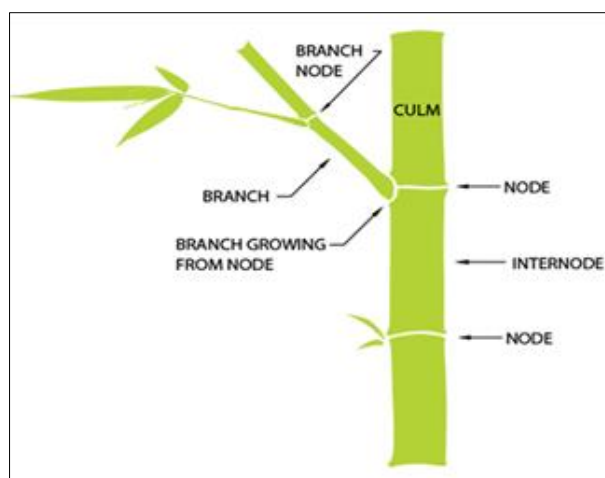 BRANCH
NODE
CULM
NODE
BRANCH
BRANCH GROWING
FROM NODE
INTERNODE
NODE